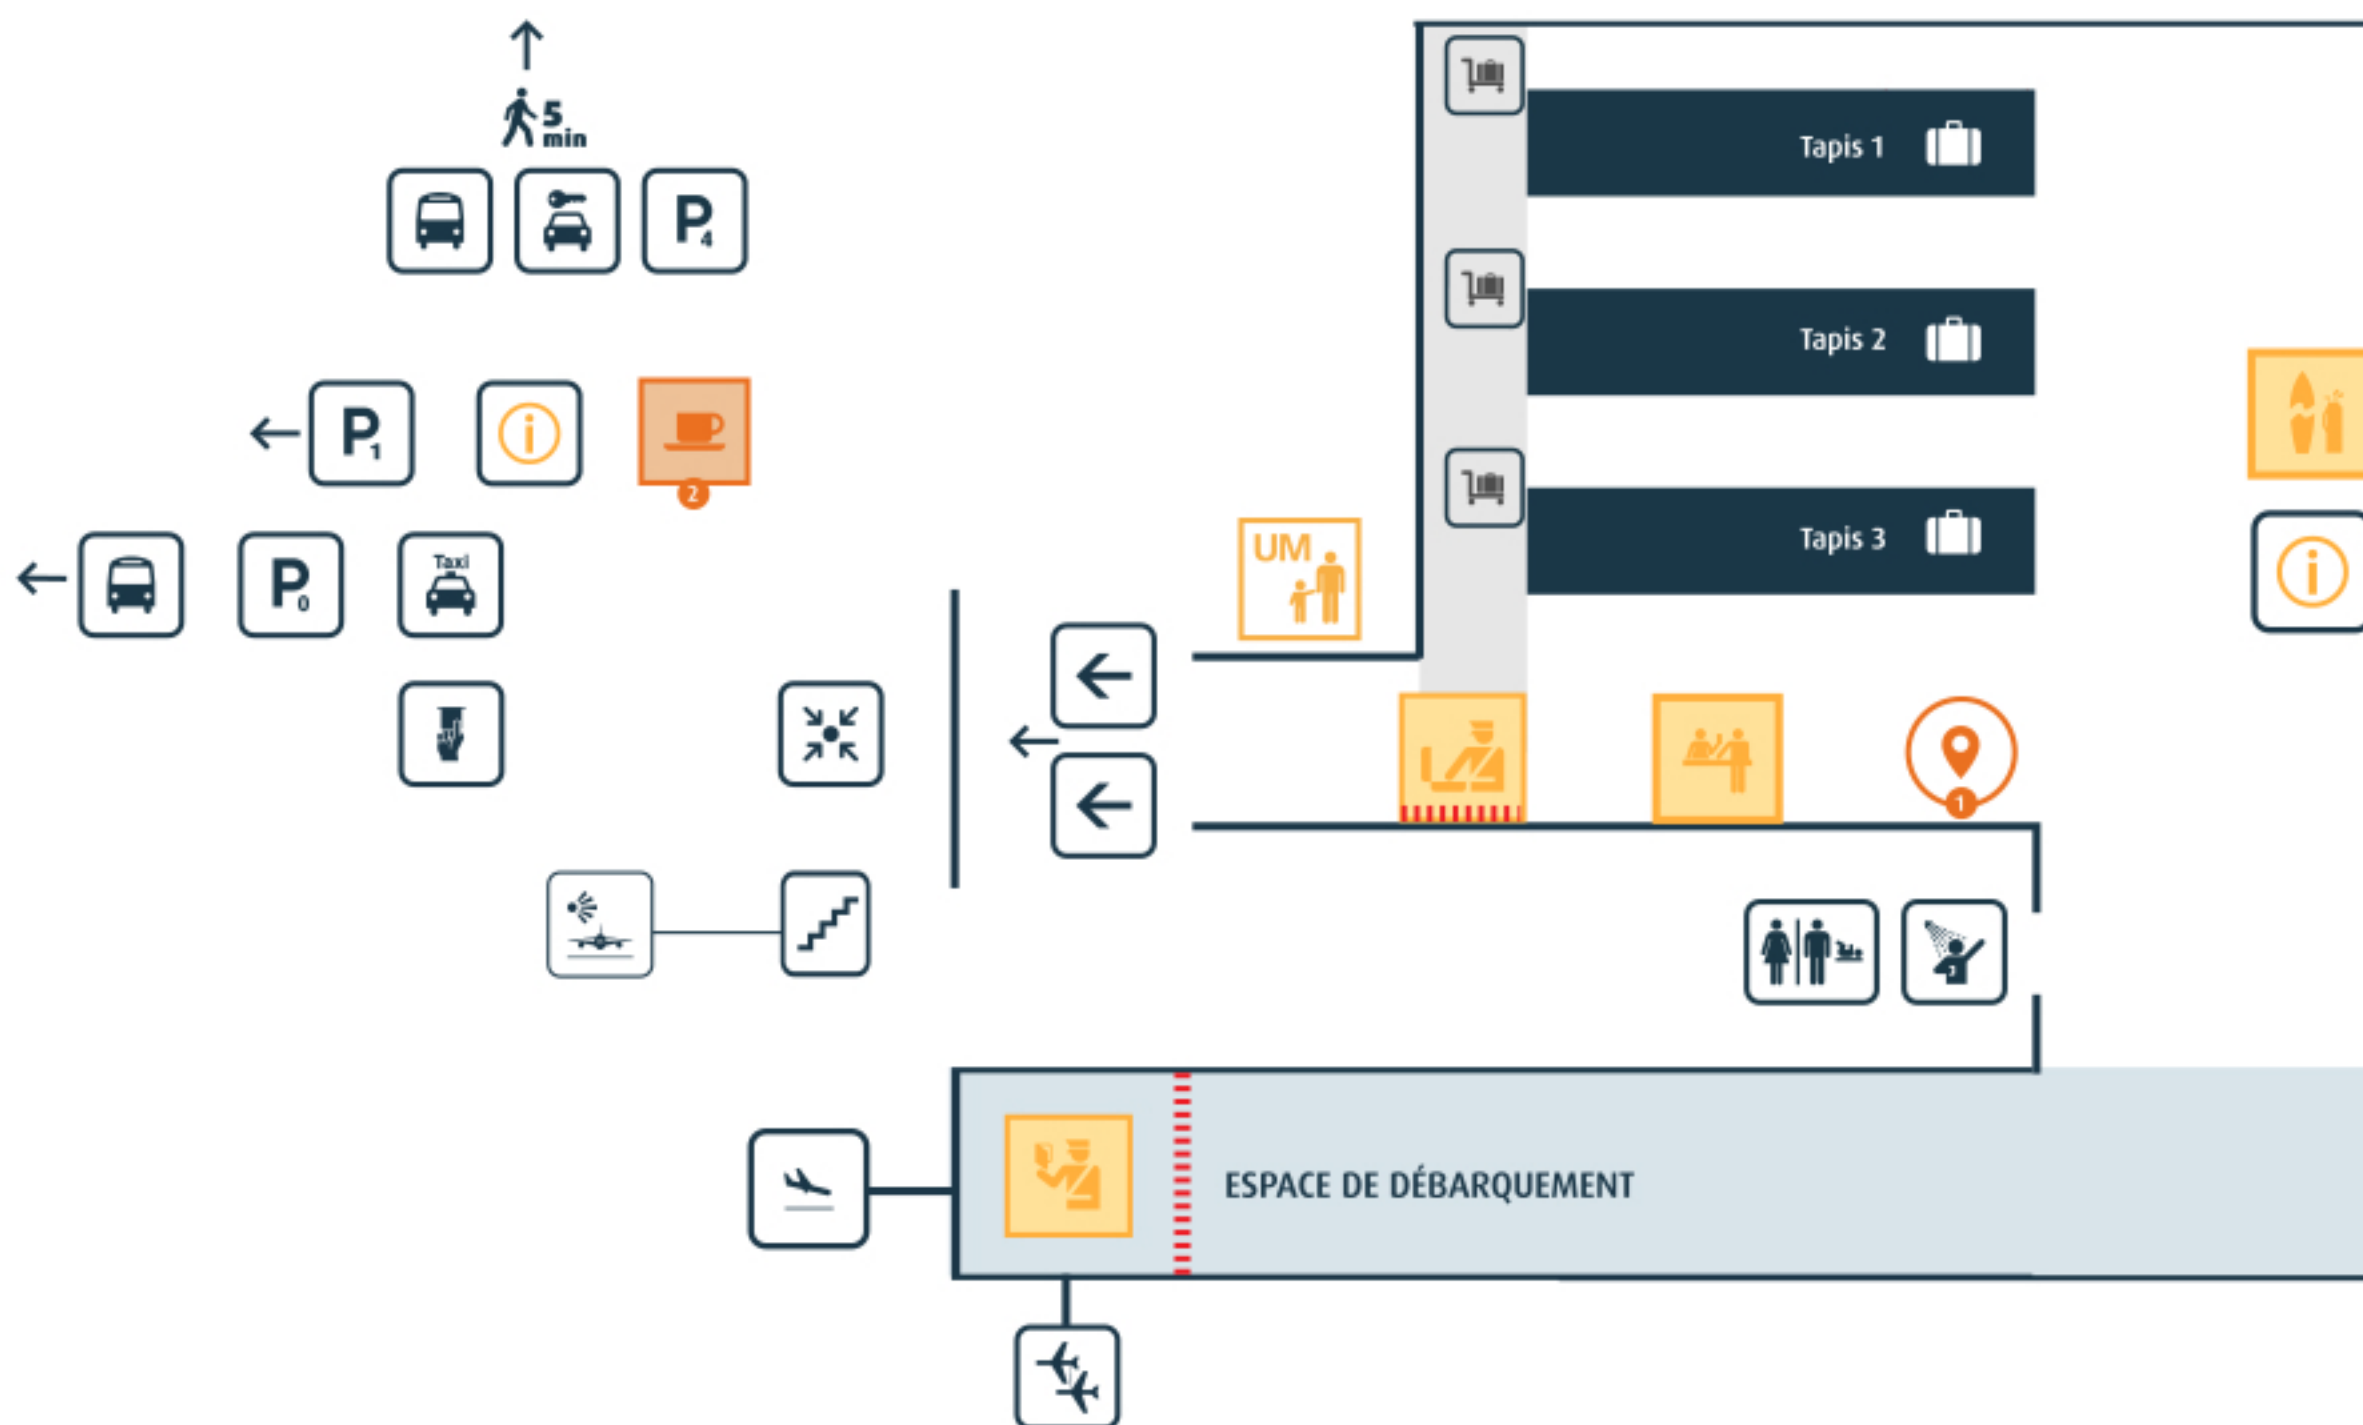 5
min
P4
Tapis 1
Tapis 2
P1
i
2
Tapis 3
UM
i
P0
Taxi
1
ESPACE DE DÉBARQUEMENT